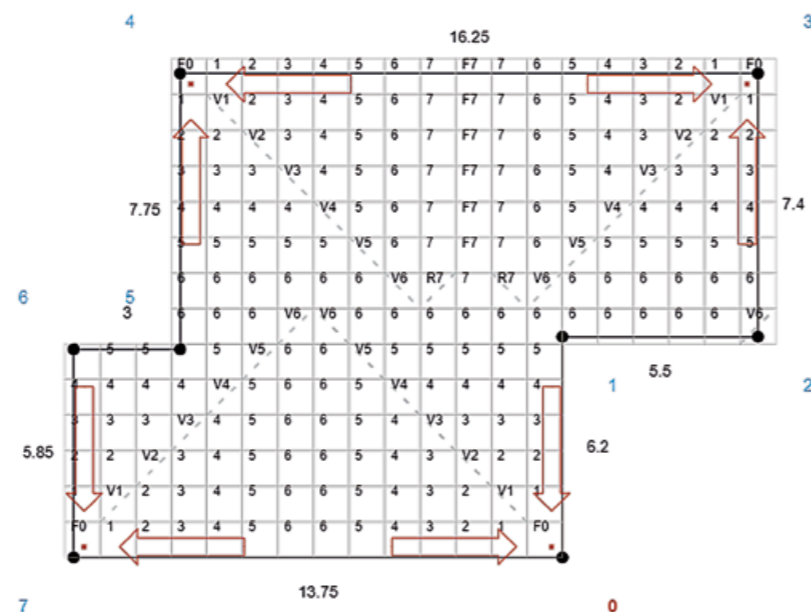 4 3
16.25
F0 1 2 3 4 5 6 7 F7 7 6 5 4 3 2 1 F0
1 V1 2 3 4 5 6 7 F7 7 6 5 4 3 2 V1 1
2 2 V2 3 4 5 6 7 F7 7 6 5 4 3 V2 2 2
3 3 3 V3 4 5 6 7 F7 7 6 5 4 V3 3 3 3
7.75 4 4 4 4 V4 5 6 7 F7 7 6 5 V4 4 4 4 4 7.4
5 5 5 5 5 V5 6 7 F7 7 6 V5 5 5 5 5 5
6 6 6 6 6 6 V6 R7 7 R7 V6 6 6 6 6 6 6
6 5
3 6 6 6 V6 V6 6 6 6 6 6 6 6 6 6 6 6 V6
5 5 5 V5 6 6 V5 5 5 5 5 5
5.5
4 4 4 4 V4 5 6 6 5 V4 4 4 4 4 1 2
3 3 3 V3 4 5 6 6 5 4 V3 3 3 3
5.85 2 2 V2 3 4 5 6 6 5 4 3 V2 2 2 6.2
1 V1 2 3 4 5 6 6 5 4 3 2 V1 1
F0 1 2 3 4 5 6 6 5 4 3 2 1 F0
13.75
7 0